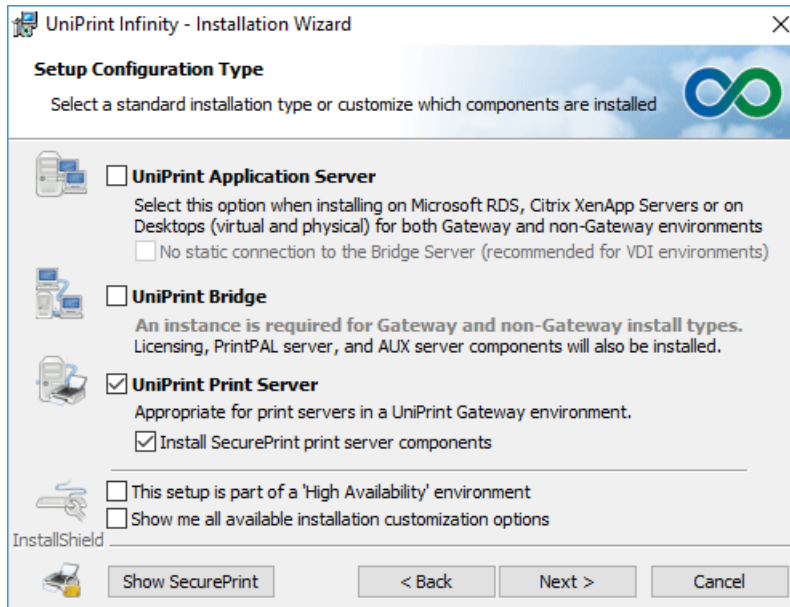 UniPrint Infinity - Installation Wizard
Setup Configuration Type
Select a standard installation type or customize which components are installed
UniPrint Application Server
Select this option when installing on Microsoft RDS, Citrix XenApp Servers or on
Desktops (virtual and physical) for both Gateway and non-Gateway environments
No static connection to the Bridge Server (recommended for VDI environments)
UniPrint Bridge
An instance is required for Gateway and non-Gateway install types.
Licensing, PrintPAL server, and AUX server components will also be installed.
UniPrint Print Server
Appropriate for print servers in a UniPrint Gateway environment.
Install SecurePrint print server components
This setup is part of a 'High Availability' environment
Show me all available installation customization options
InstallShield
Show SecurePrint < Back Next > Cancel